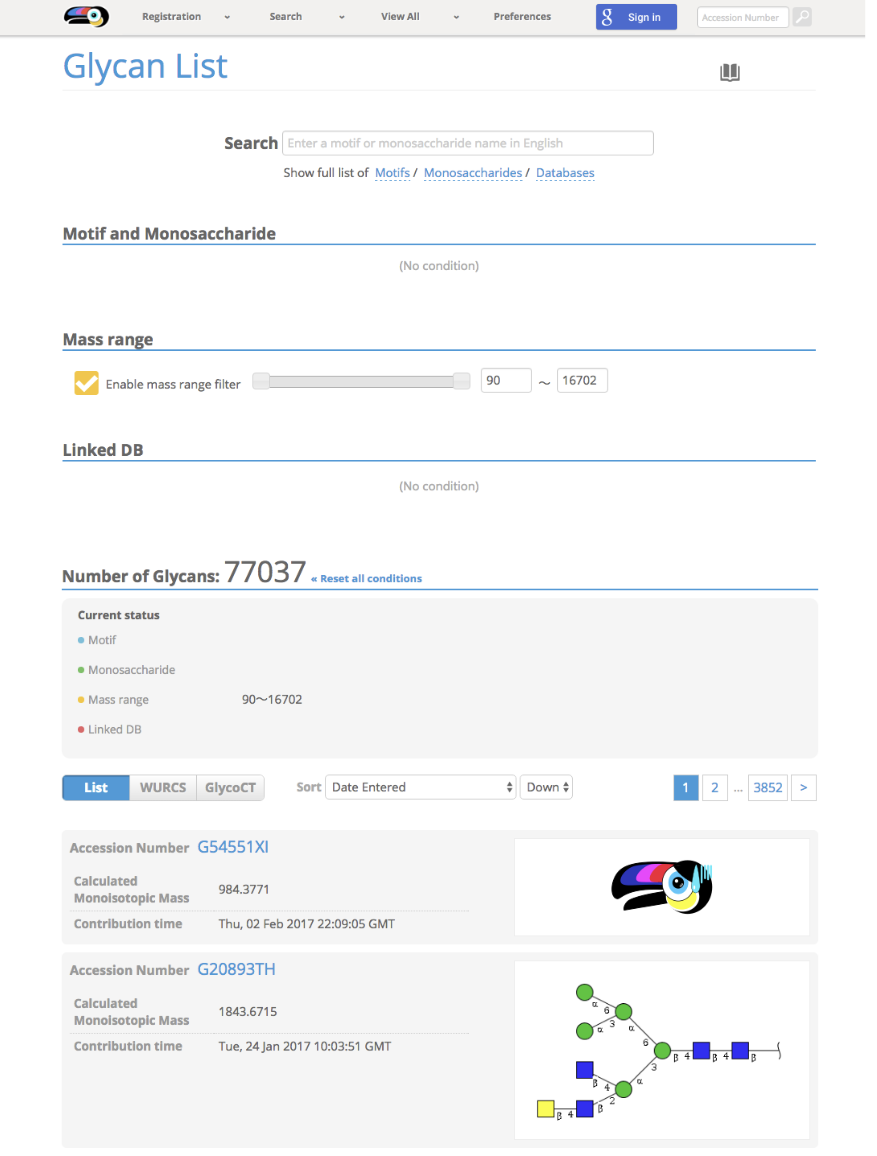 Registration Search View All Preferences Sign in Accession Number
Glycan List
Search Enter a motif or monosaccharide name in English
Show full list of Motifs / Monosaccharides / Databases
Motif and Monosaccharide
(No condition)
Mass range
Enable mass range filter 90 ～ 16702
Linked DB
(No condition)
Number of Glycans: 77037 « Reset all conditions
Current status
Motif
Monosaccharide
Mass range 90～16702
Linked DB
List WURCS GlycoCT Sort Date Entered Down 1 2 ... 3852 >
Accession Number G54551XI
Calculated
Monoisotopic Mass 984.3771
Contribution time Thu, 02 Feb 2017 22:09:05 GMT
Accession Number G20893TH
Calculated
Monoisotopic Mass 1843.6715
Contribution time Tue, 24 Jan 2017 10:03:51 GMT
α 6
3 α
α
6
β 4 β 4 β
3
α
β 4
2
β
β 4